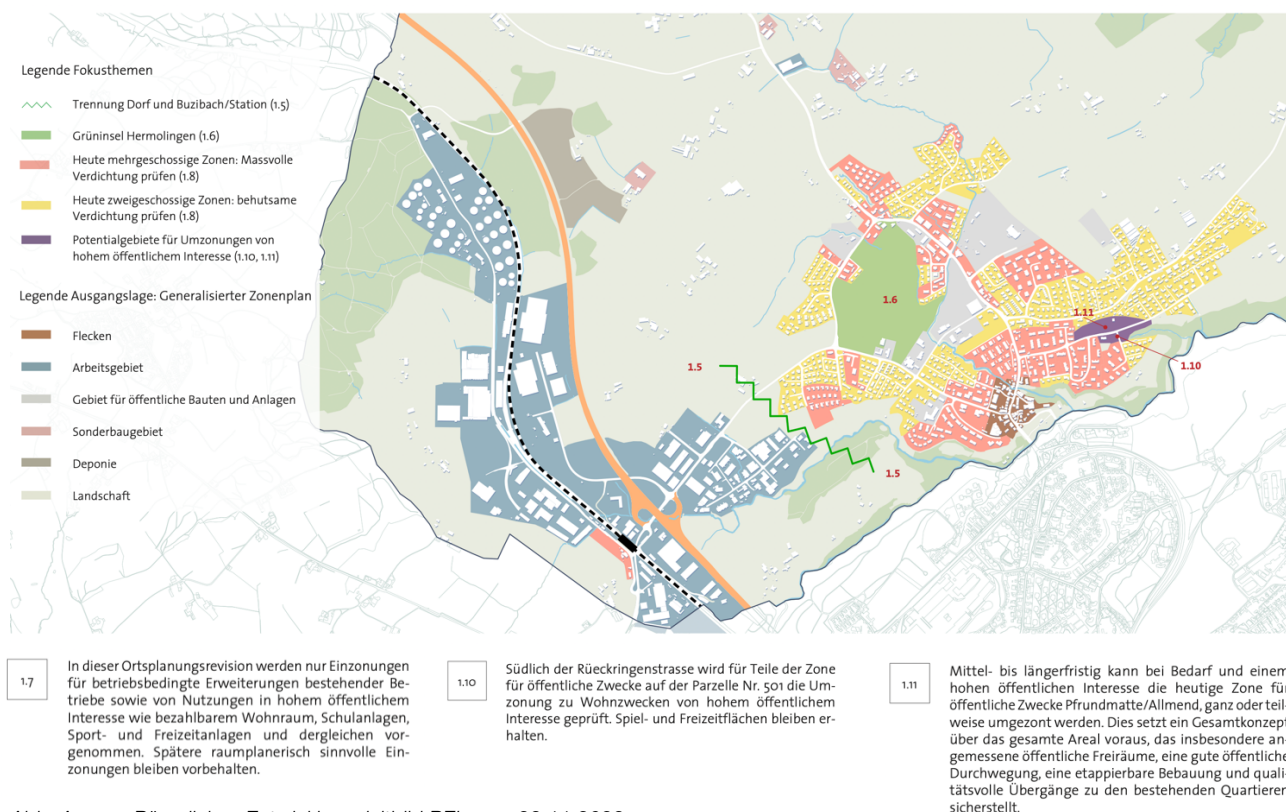 Legende Fokusthemen
Trennung Dorf und Buzibach/Station (1.5)
Grüninsel Hermolingen (1.6)
Heute mehrgeschossige Zonen: Massvolle
Verdichtung prüfen (1.8)
Heute zweigeschossige Zonen: behutsame
Verdichtung prüfen (1.8)
Potentialgebiete für Umzonungen von
hohem öffentlichem Interesse (1.10, 1.11)
Legende Ausgangslage: Generalisierter Zonenplan
Flecken
Arbeitsgebiet
Gebiet für öffentliche Bauten und Anlagen
Sonderbaugebiet
Deponie
Landschaft
1.6
1.11
1.10
1.5
1.5
1.7
In dieser Ortsplanungsrevision werden nur Einzonungen
für betriebsbedingte Erweiterungen bestehender Be-
triebe sowie von Nutzungen in hohem öffentlichem
Interesse wie bezahlbarem Wohnraum, Schulanlagen,
Sport- und Freizeitanlagen und dergleichen vor-
genommen. Spätere raumplanerisch sinnvolle Ein-
zonungen bleiben vorbehalten.
1.10
Südlich der Rüeckringenstrasse wird für Teile der Zone
für öffentliche Zwecke auf der Parzelle Nr. 501 die Um-
zonung zu Wohnzwecken von hohem öffentlichem
Interesse geprüft. Spiel- und Freizeitflächen bleiben er-
halten.
1.11
Mittel- bis längerfristig kann bei Bedarf und einem
hohen öffentlichen Interesse die heutige Zone für
öffentliche Zwecke Pfrundmatte/Allmend, ganz oder teil-
weise umgezont werden. Dies setzt ein Gesamtkonzept
über das gesamte Areal voraus, das insbesondere an-
gemessene öffentliche Freiräume, eine gute öffentliche
Durchwegung, eine etappierbare Bebauung und quali-
tätsvolle Übergänge zu den bestehenden Quartieren
sicherstellt.